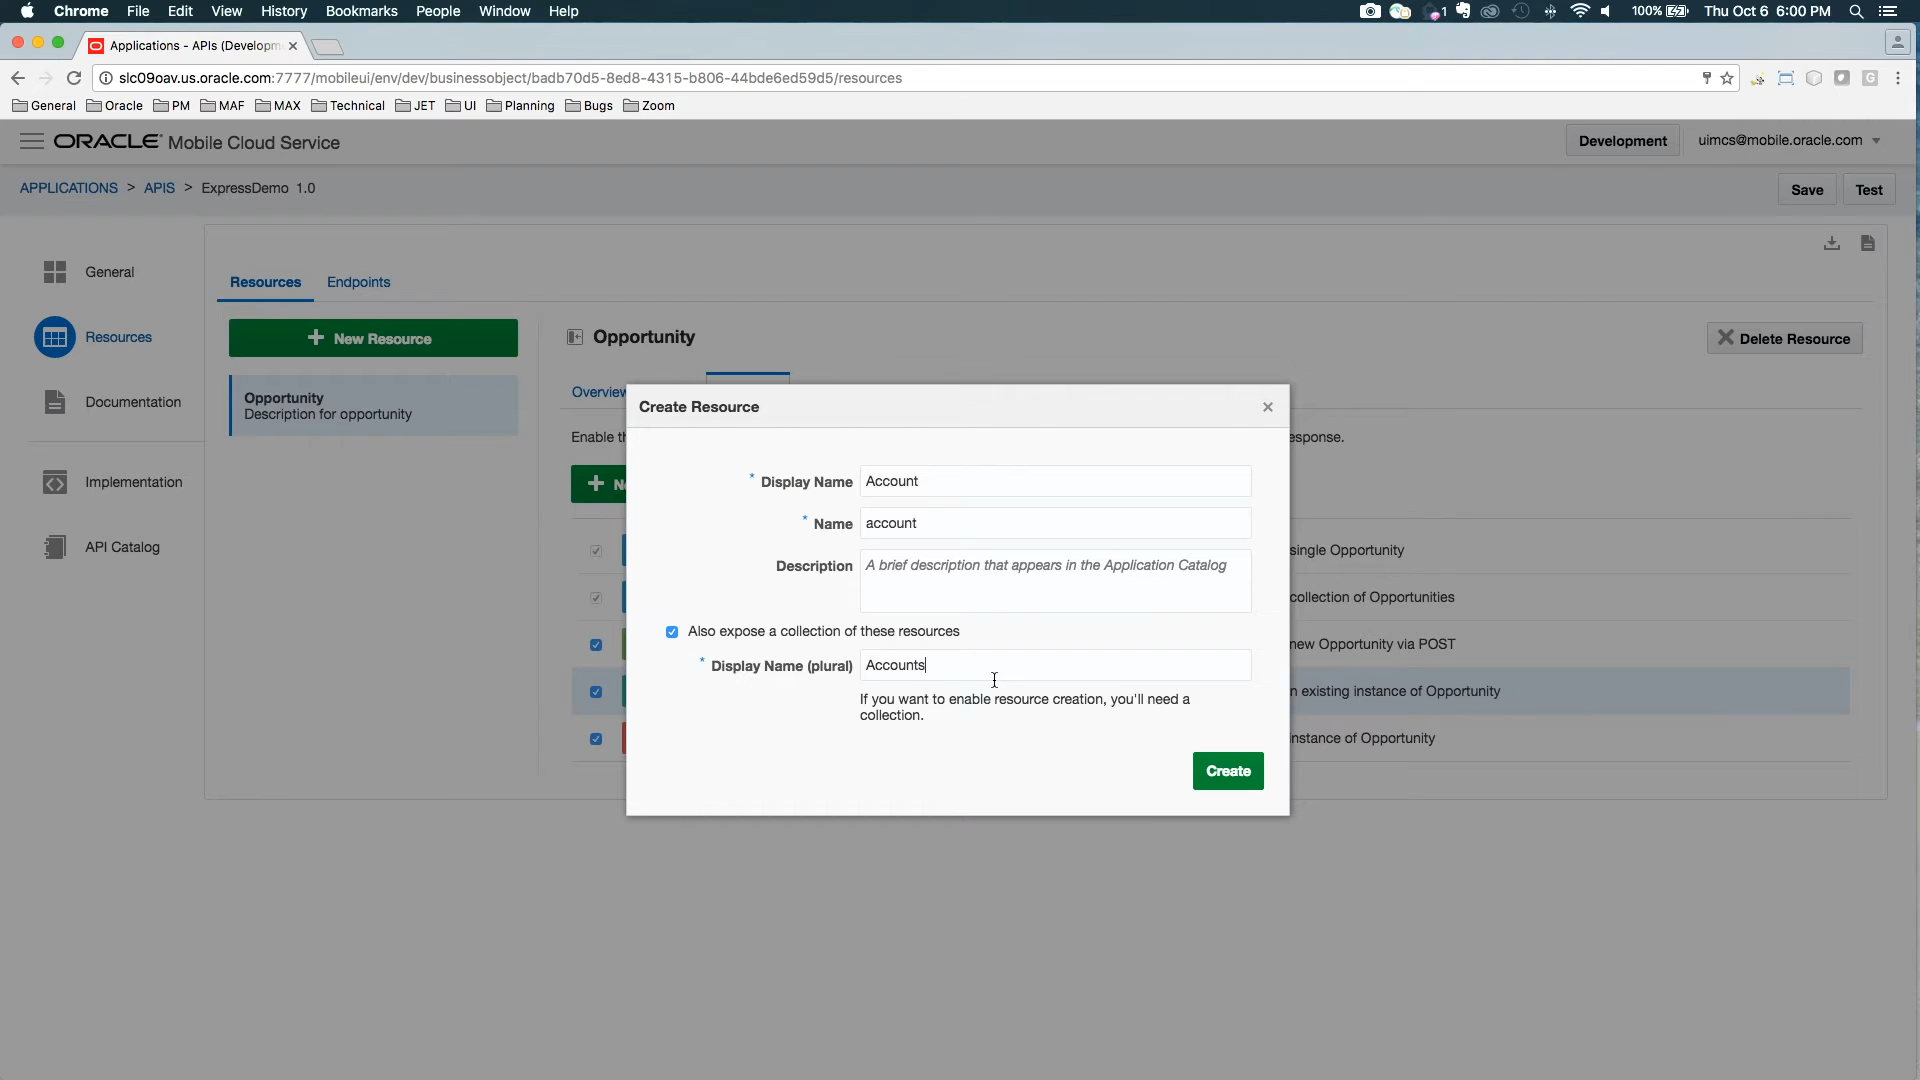 Chrome File Edit View History Bookmarks People Window Help 1 100% Thu Oct 6 6:00 PM
Applications - APIs (Developm
slc09oav.us.oracle.com:7777/mobileui/env/dev/businessobject/badb70d5-8ed8-4315-b806-44bde6ed59d5/resources
General Oracle PM MAF MAX Technical JET UI Planning Bugs Zoom
ORACLE Mobile Cloud Service Development uimcs@mobile.oracle.com
APPLICATIONS > APIS > ExpressDemo 1.0 Save Test
General
Resources Endpoints
Resources
New Resource
Opportunity
Delete Resource
Opportunity
Description for opportunity
Overview
Documentation
Create Resource
Enable t
esponse.
* Display Name Account
Implementation
N
* Name account
API Catalog
single Opportunity
Description A brief description that appears in the Application Catalog
collection of Opportunities
Also expose a collection of these resources
new Opportunity via POST
* Display Name (plural) Accounts
n existing instance of Opportunity
If you want to enable resource creation, you'll need a
collection.
instance of Opportunity
Create